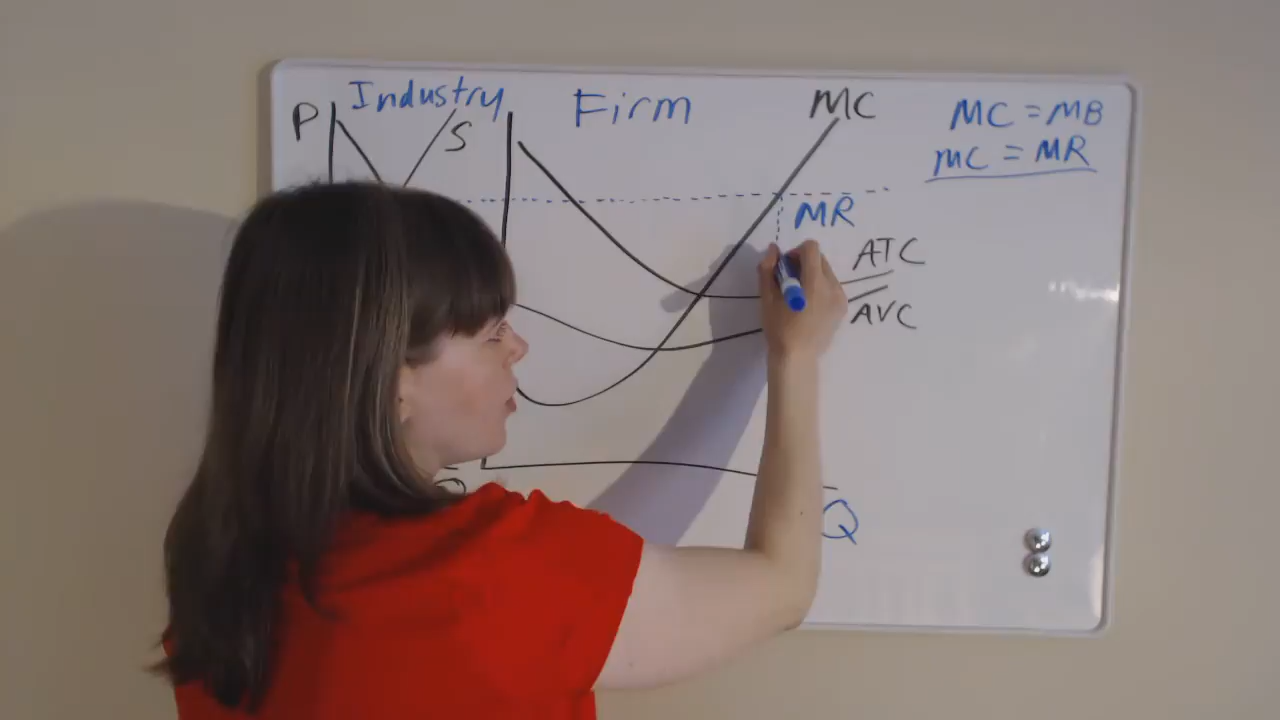 Industry
P
S
Firm
MC
MR
ATC
AVC
Q
Q
MC = MB
MC = MR